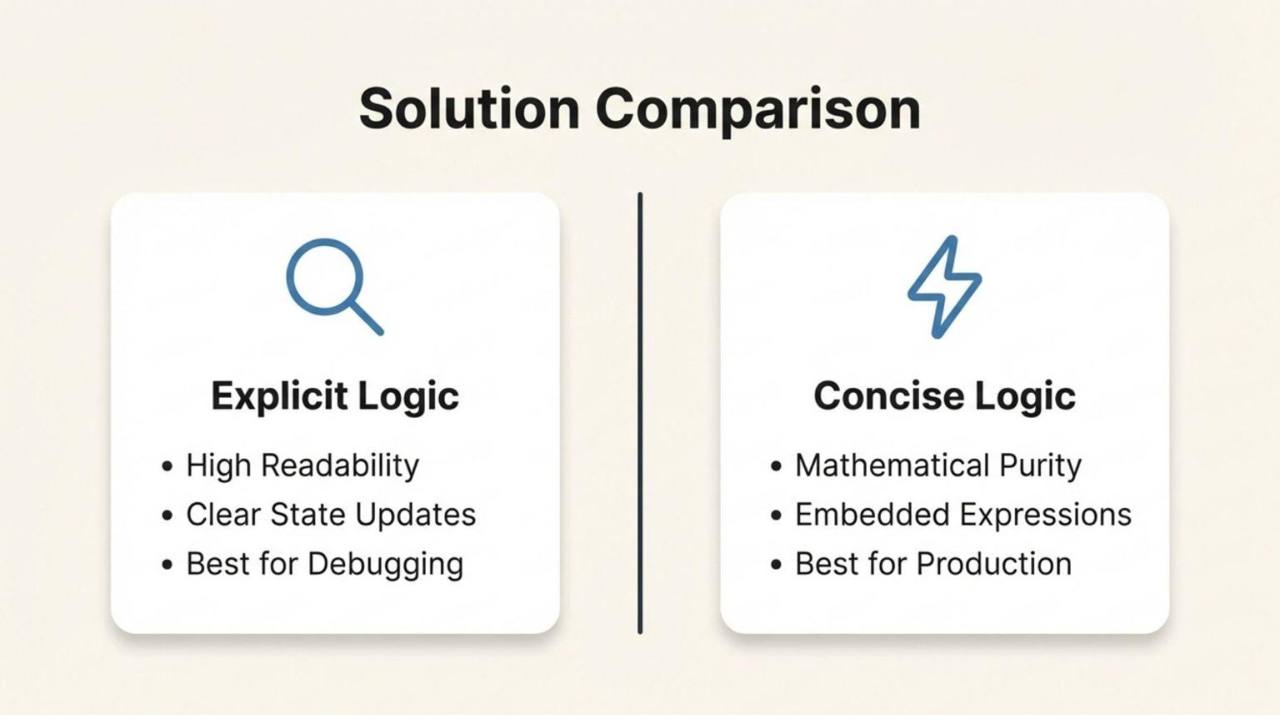 Solution Comparison
Explicit Logic
• High Readability
• Clear State Updates
• Best for Debugging
Concise Logic
• Mathematical Purity
• Embedded Expressions
• Best for Production